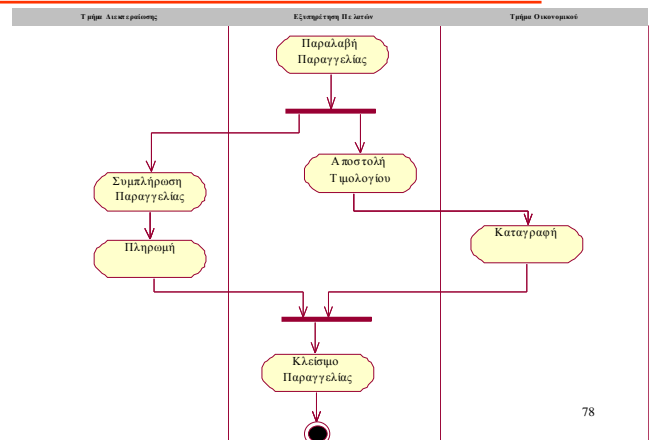 Τμήμα Διεκπεραίωσης
Εξυπηρέτηση Πελατών
Τμήμα Οικονομικού
Παραλαβή
Παραγγελίας
Αποστολή
Τιμολογίου
Συμπλήρωση
Παραγγελίας
Καταγραφή
Πληρωμή
Κλείσιμο
Παραγγελίας
78